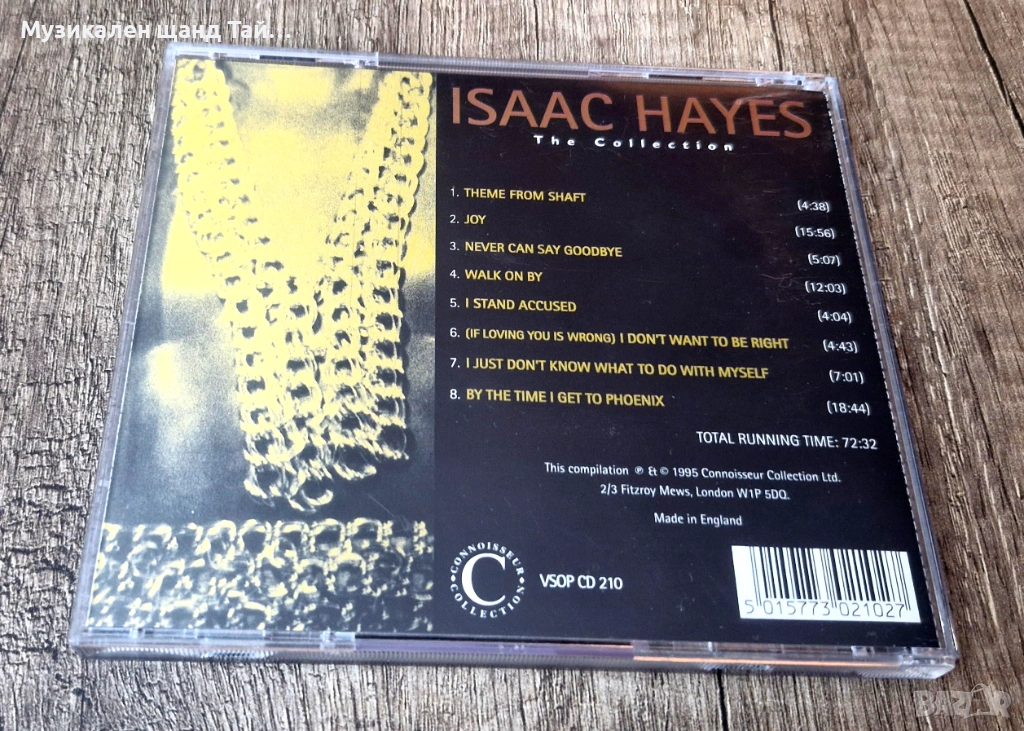 Музикален щанд Тай...
ISAAC HAYES
The Collection
1. THEME FROM SHAFT (4:38)
2. JOY (15:56)
3. NEVER CAN SAY GOODBYE (5:07)
4. WALK ON BY (12:03)
5. I STAND ACCUSED (4:04)
6. (IF LOVING YOU IS WRONG) I DON'T WANT TO BE RIGHT (4:43)
7. I JUST DON'T KNOW WHAT TO DO WITH MYSELF (7:01)
8. BY THE TIME I GET TO PHOENIX (18:44)
TOTAL RUNNING TIME: 72:32
This compilation ℗ & © 1995 Connoisseur Collection Ltd.
2/3 Fitzroy Mews, London W1P 5DQ.
Made in England
CONNOISSEUR
C
COLLECTION
VSOP CD 210
5 015773 021027
BAZAR